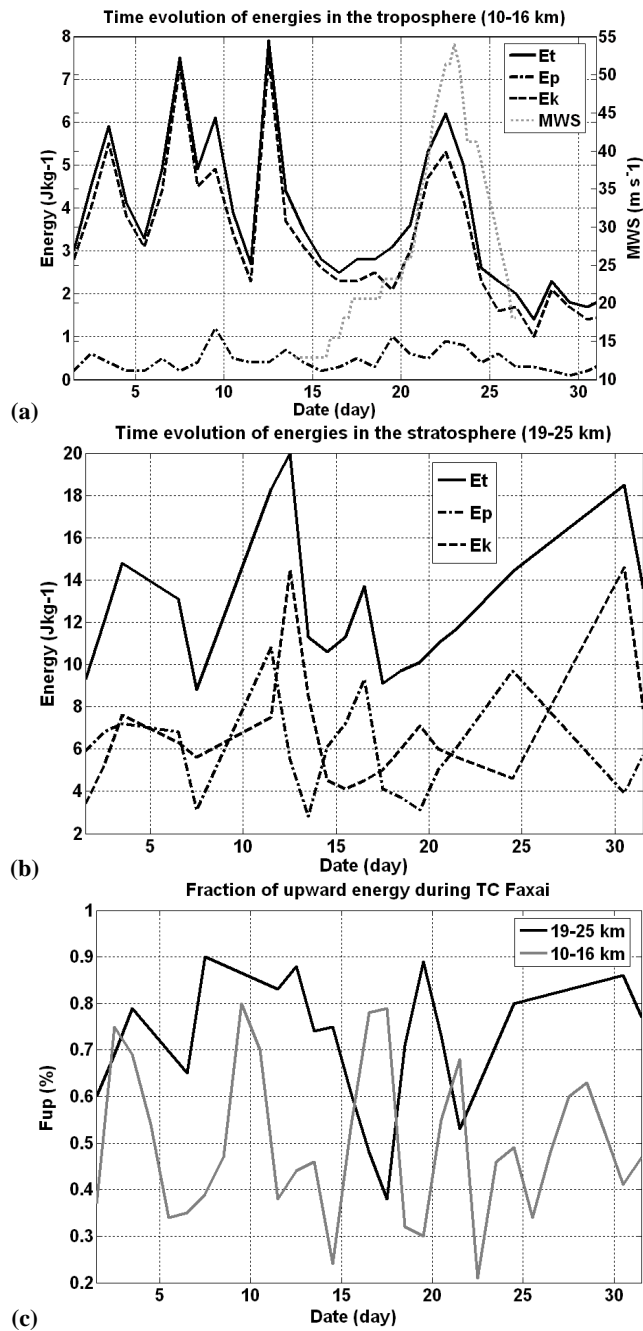 Time evolution of energies in the troposphere (10-16 km)
8
7
6
5
4
3
2
1
0
Energy (Jkg-1)
55
50
45
40
35
30
25
20
15
10
MWS (m s⁻¹)
Et
Ep
Ek
MWS
5
10
15
20
25
30
Date (day)
(a)
Time evolution of energies in the stratosphere (19-25 km)
20
18
16
14
12
10
8
6
4
2
Energy (Jkg-1)
Et
Ep
Ek
5
10
15
20
25
30
Date (day)
(b)
Fraction of upward energy during TC Faxai
1
0.9
0.8
0.7
0.6
0.5
0.4
0.3
0.2
Fup (%)
19-25 km
10-16 km
5
10
15
20
25
30
Date (day)
(c)